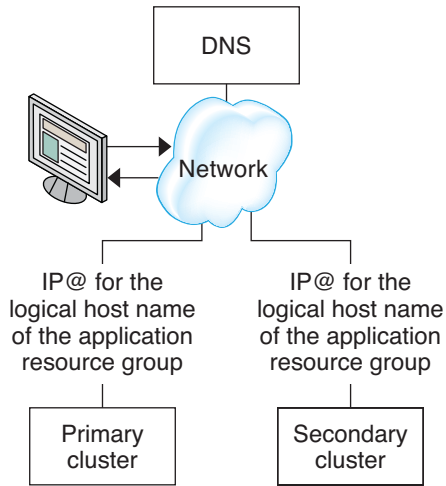 DNS
Network
IP@ for the
logical host name
of the application
resource group
IP@ for the
logical host name
of the application
resource group
Primary
cluster
Secondary
cluster